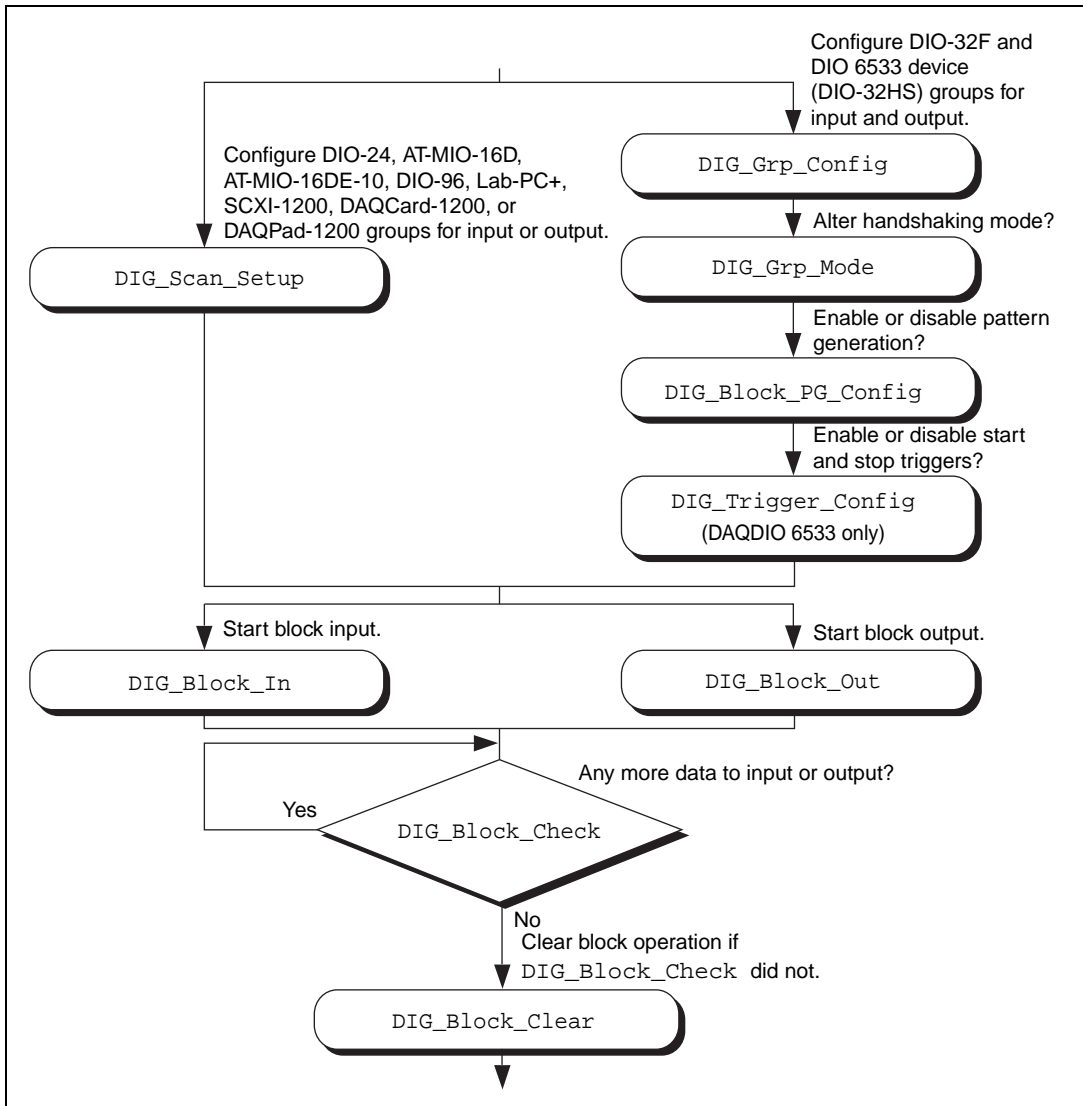 Configure DIO-32F and
DIO 6533 device
(DIO-32HS) groups for
input and output.
DIG_Grp_Config
Configure DIO-24, AT-MIO-16D,
AT-MIO-16DE-10, DIO-96, Lab-PC+,
SCXI-1200, DAQCard-1200, or
DAQPad-1200 groups for input or output.
DIG_Scan_Setup
Alter handshaking mode?
DIG_Grp_Mode
Enable or disable pattern
generation?
DIG_Block_PG_Config
Enable or disable start
and stop triggers?
DIG_Trigger_Config
(DAQDIO 6533 only)
Start block input.
DIG_Block_In
Start block output.
DIG_Block_Out
Any more data to input or output?
Yes
DIG_Block_Check
No
Clear block operation if
DIG_Block_Check did not.
DIG_Block_Clear